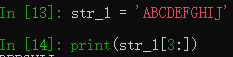 In [13]: str_1 = 'ABCDEFGHIJ'
In [14]: print(str_1[3:])